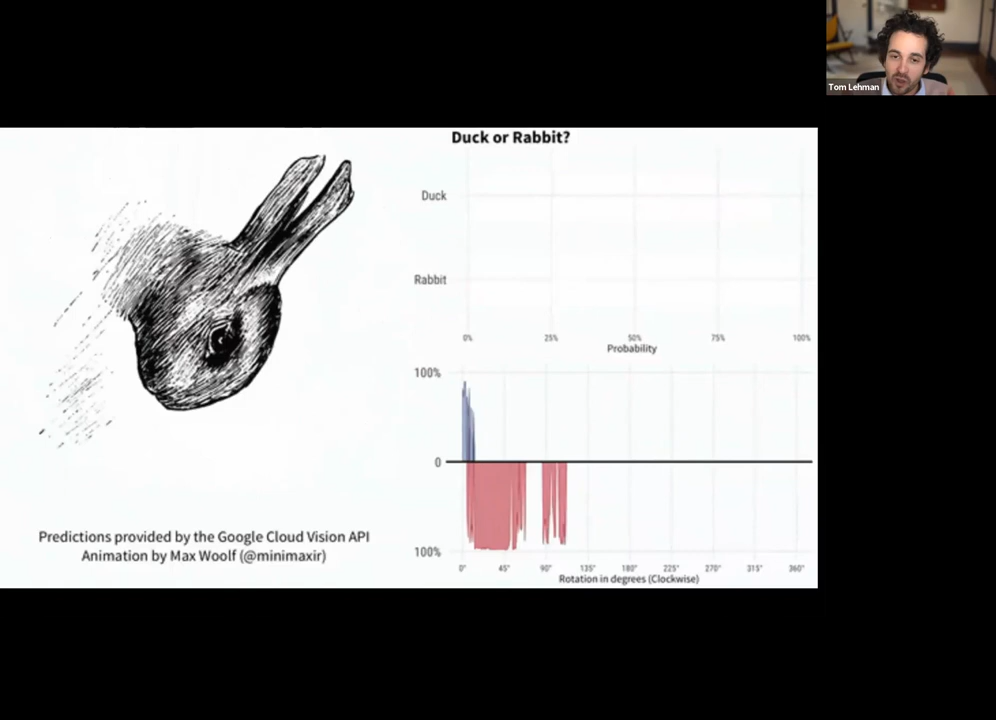 Tom Lehman
Duck or Rabbit?
Duck
Rabbit
0% 25% 50% 75% 100%
Probability
100%
0
100%
0° 45° 90° 135° 180° 225° 270° 315° 360°
Rotation in degrees (Clockwise)
Predictions provided by the Google Cloud Vision API
Animation by Max Woolf (@minimaxir)